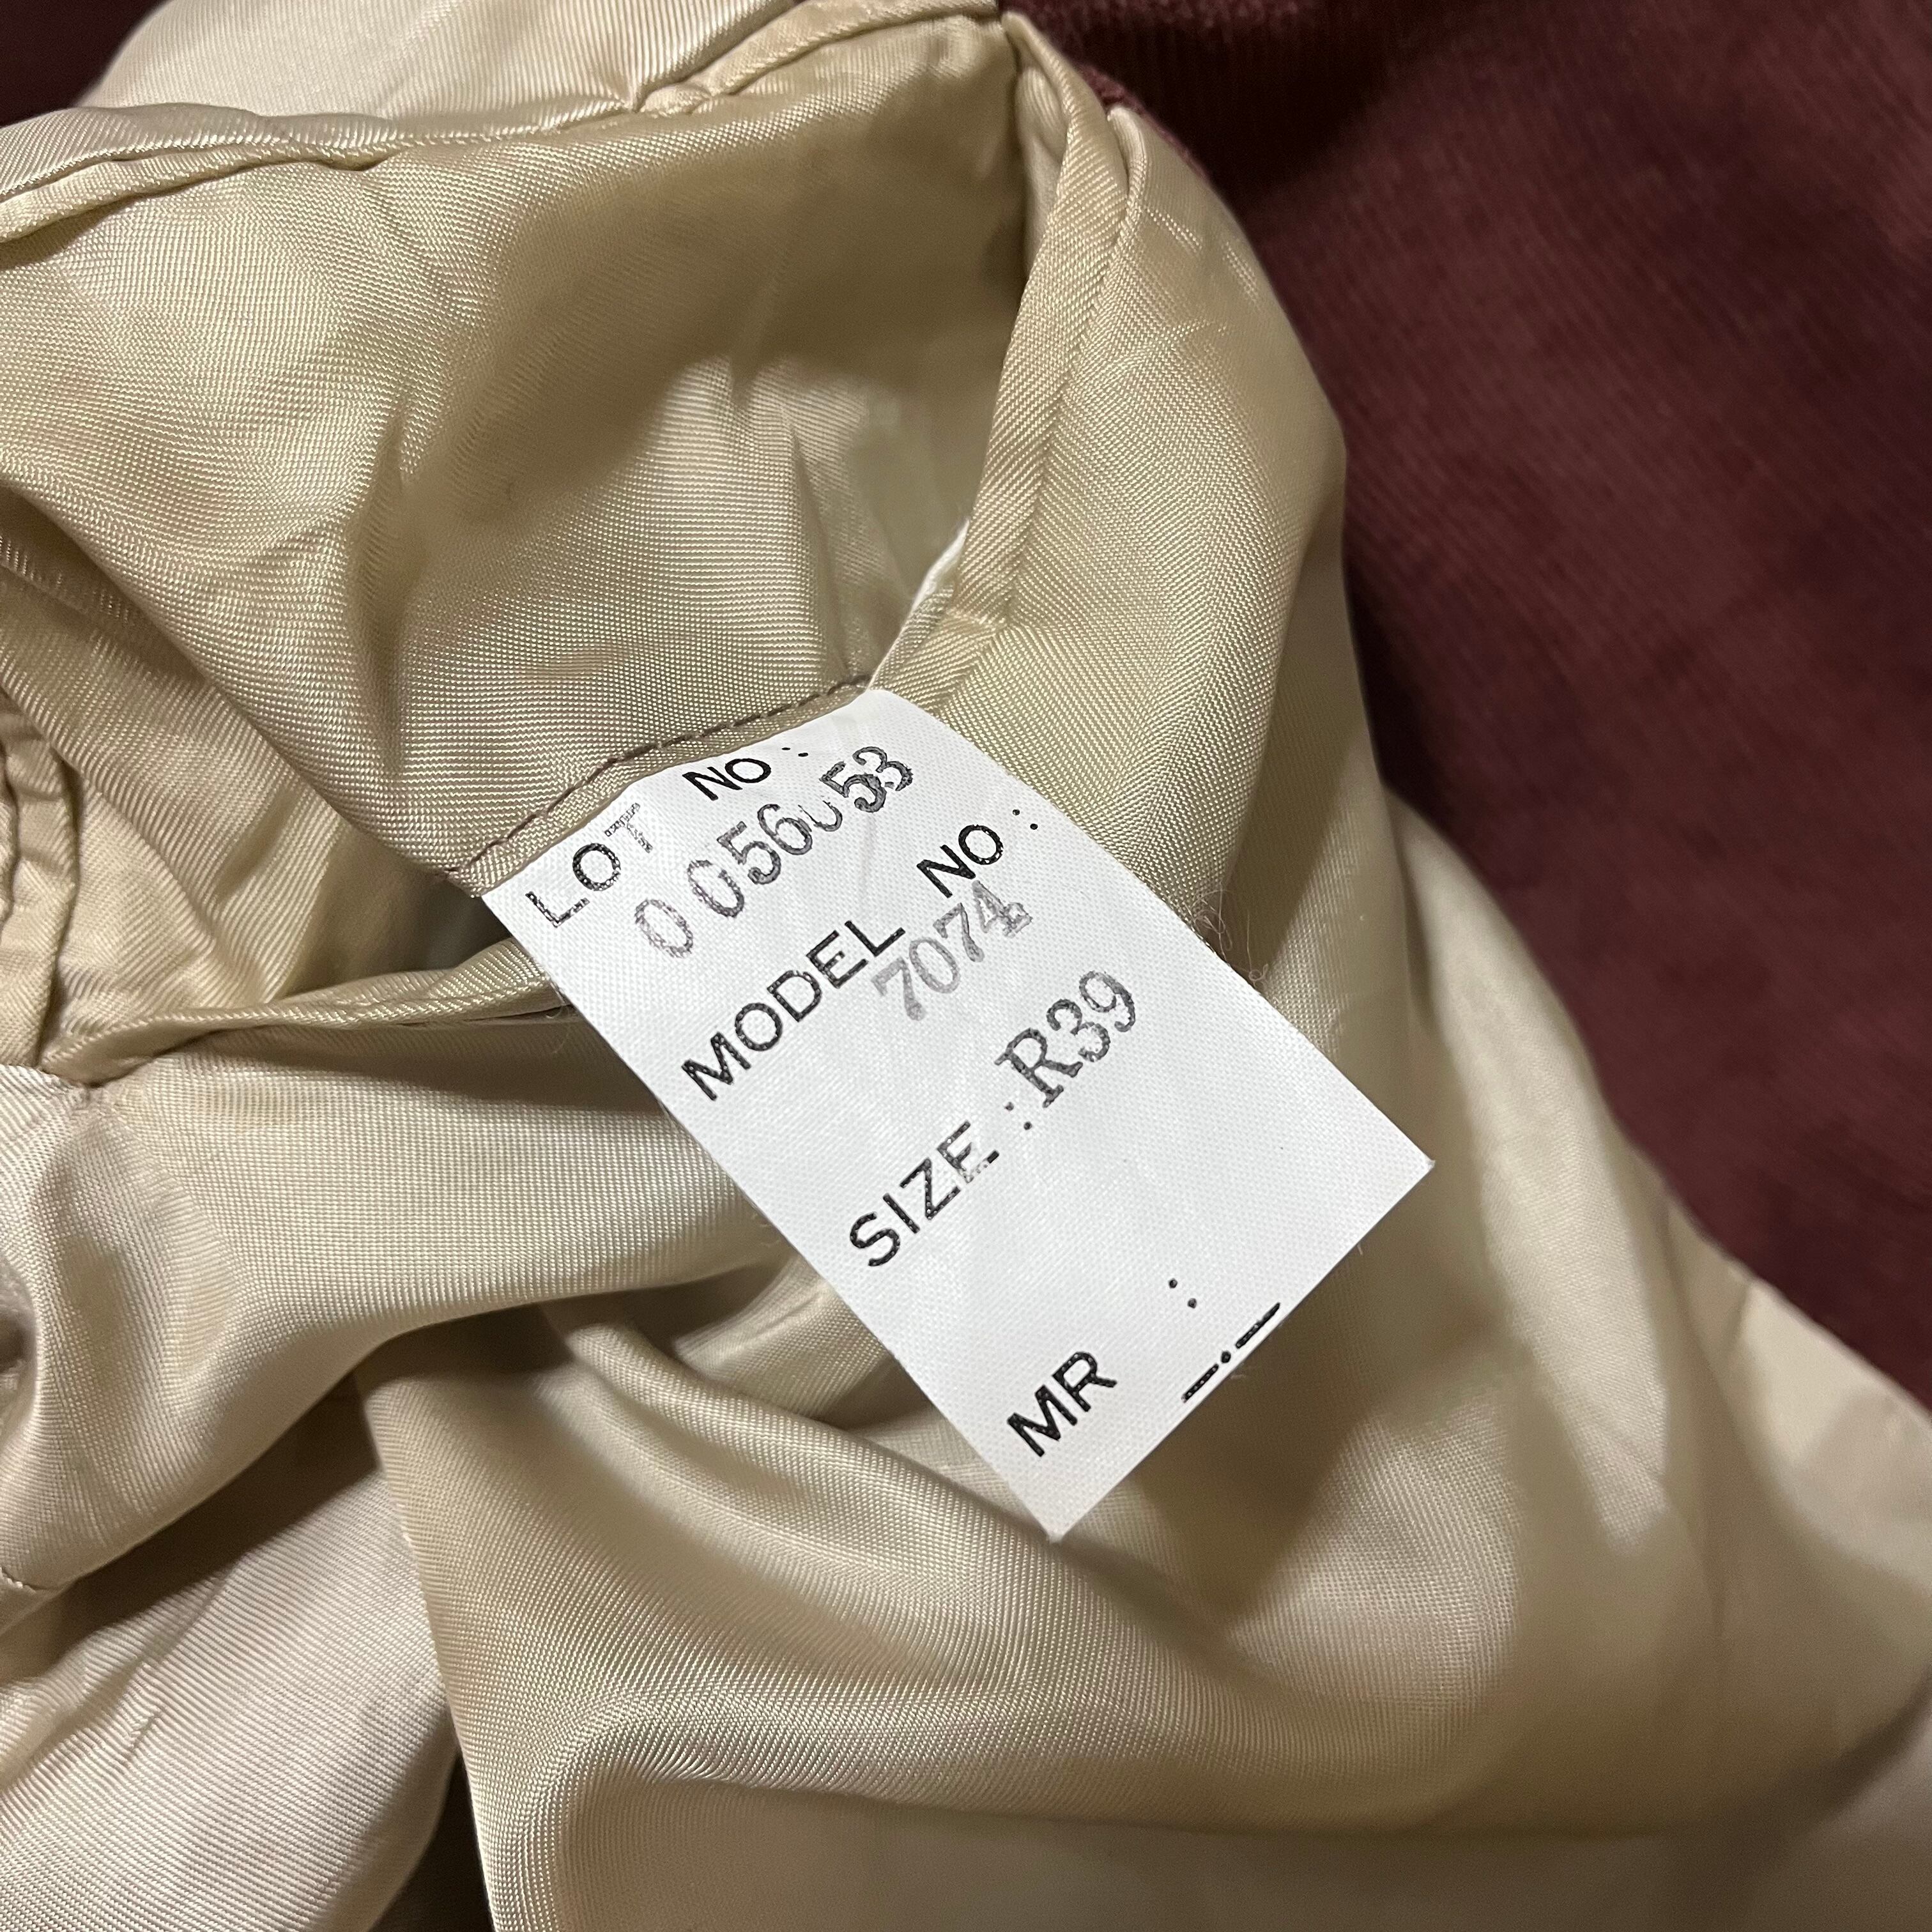 LOT NO :
0056053
MODEL NO :
7074
SIZE : R39
MR :